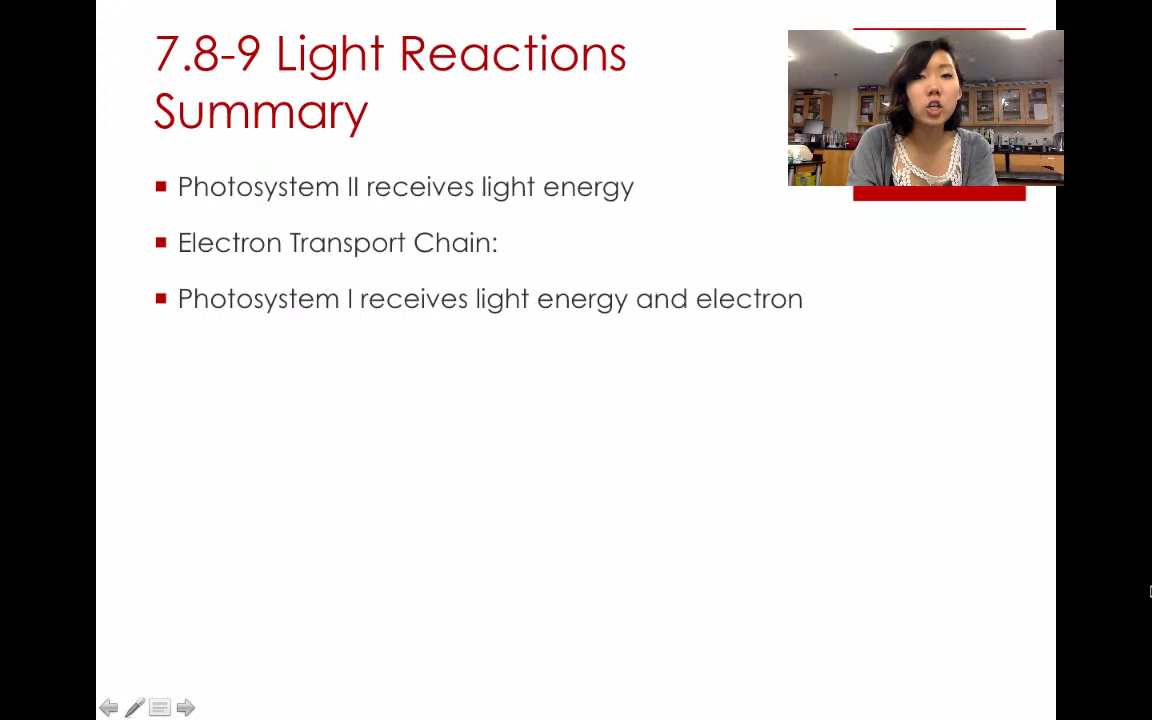 7.8-9 Light Reactions
Summary
Photosystem II receives light energy
Electron Transport Chain:
Photosystem I receives light energy and electron